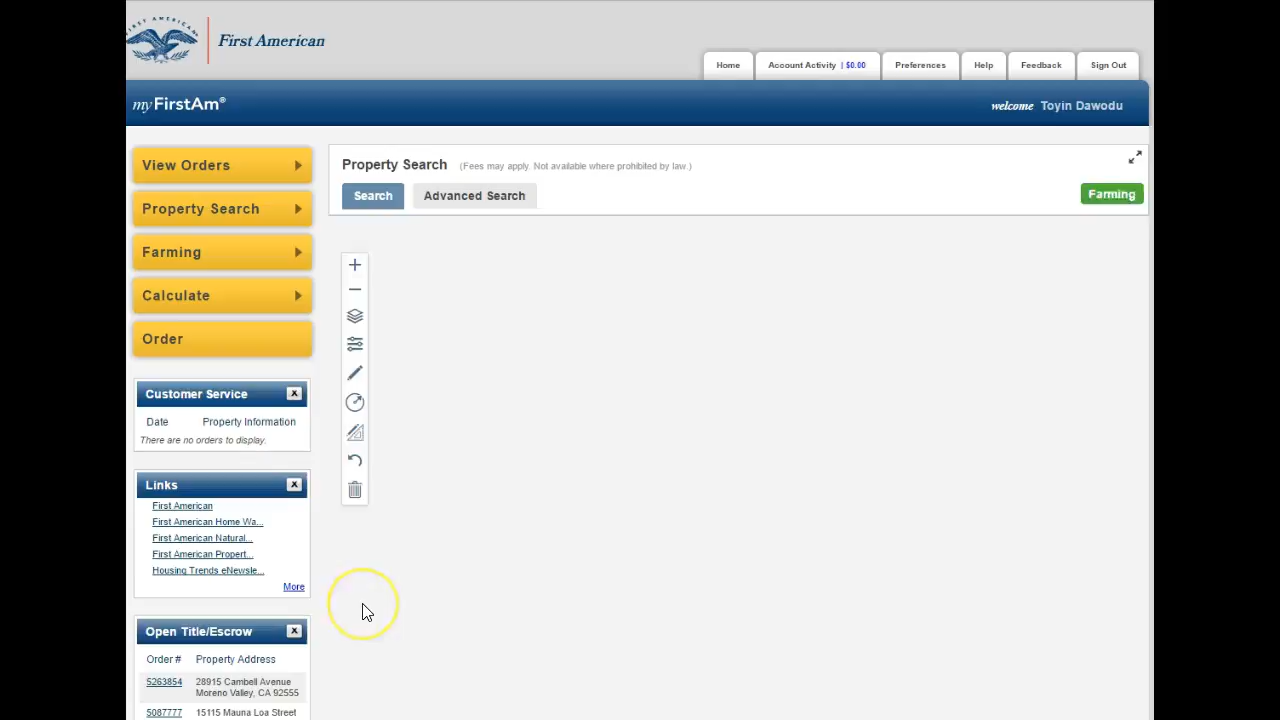 FIRST AMERICAN
First American
Home
Account Activity | $0.00
Preferences
Help
Feedback
Sign Out
myFirstAm®
welcome Toyin Dawodu
View Orders
Property Search
Farming
Calculate
Order
Property Search (Fees may apply. Not available where prohibited by law.)
Search
Advanced Search
Farming
Customer Service
X
Date Property Information
There are no orders to display.
Links
X
First American
First American Home Wa...
First American Natural...
First American Propert...
Housing Trends eNewsle...
More
Open Title/Escrow
X
Order # Property Address
5263854 28915 Cambell Avenue
Moreno Valley, CA 92555
5087777 15115 Mauna Loa Street